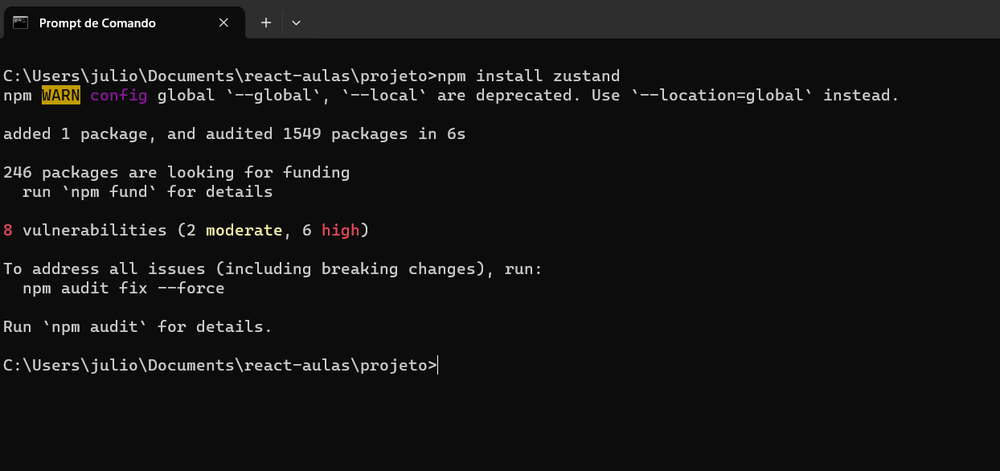 Prompt de Comando
C:\Users\julio\Documents\react-aulas\projeto>npm install zustand
npm WARN config global `--global`, `--local` are deprecated. Use `--location=global` instead.
added 1 package, and audited 1549 packages in 6s
246 packages are looking for funding
run `npm fund` for details
8 vulnerabilities (2 moderate, 6 high)
To address all issues (including breaking changes), run:
npm audit fix --force
Run `npm audit` for details.
C:\Users\julio\Documents\react-aulas\projeto>